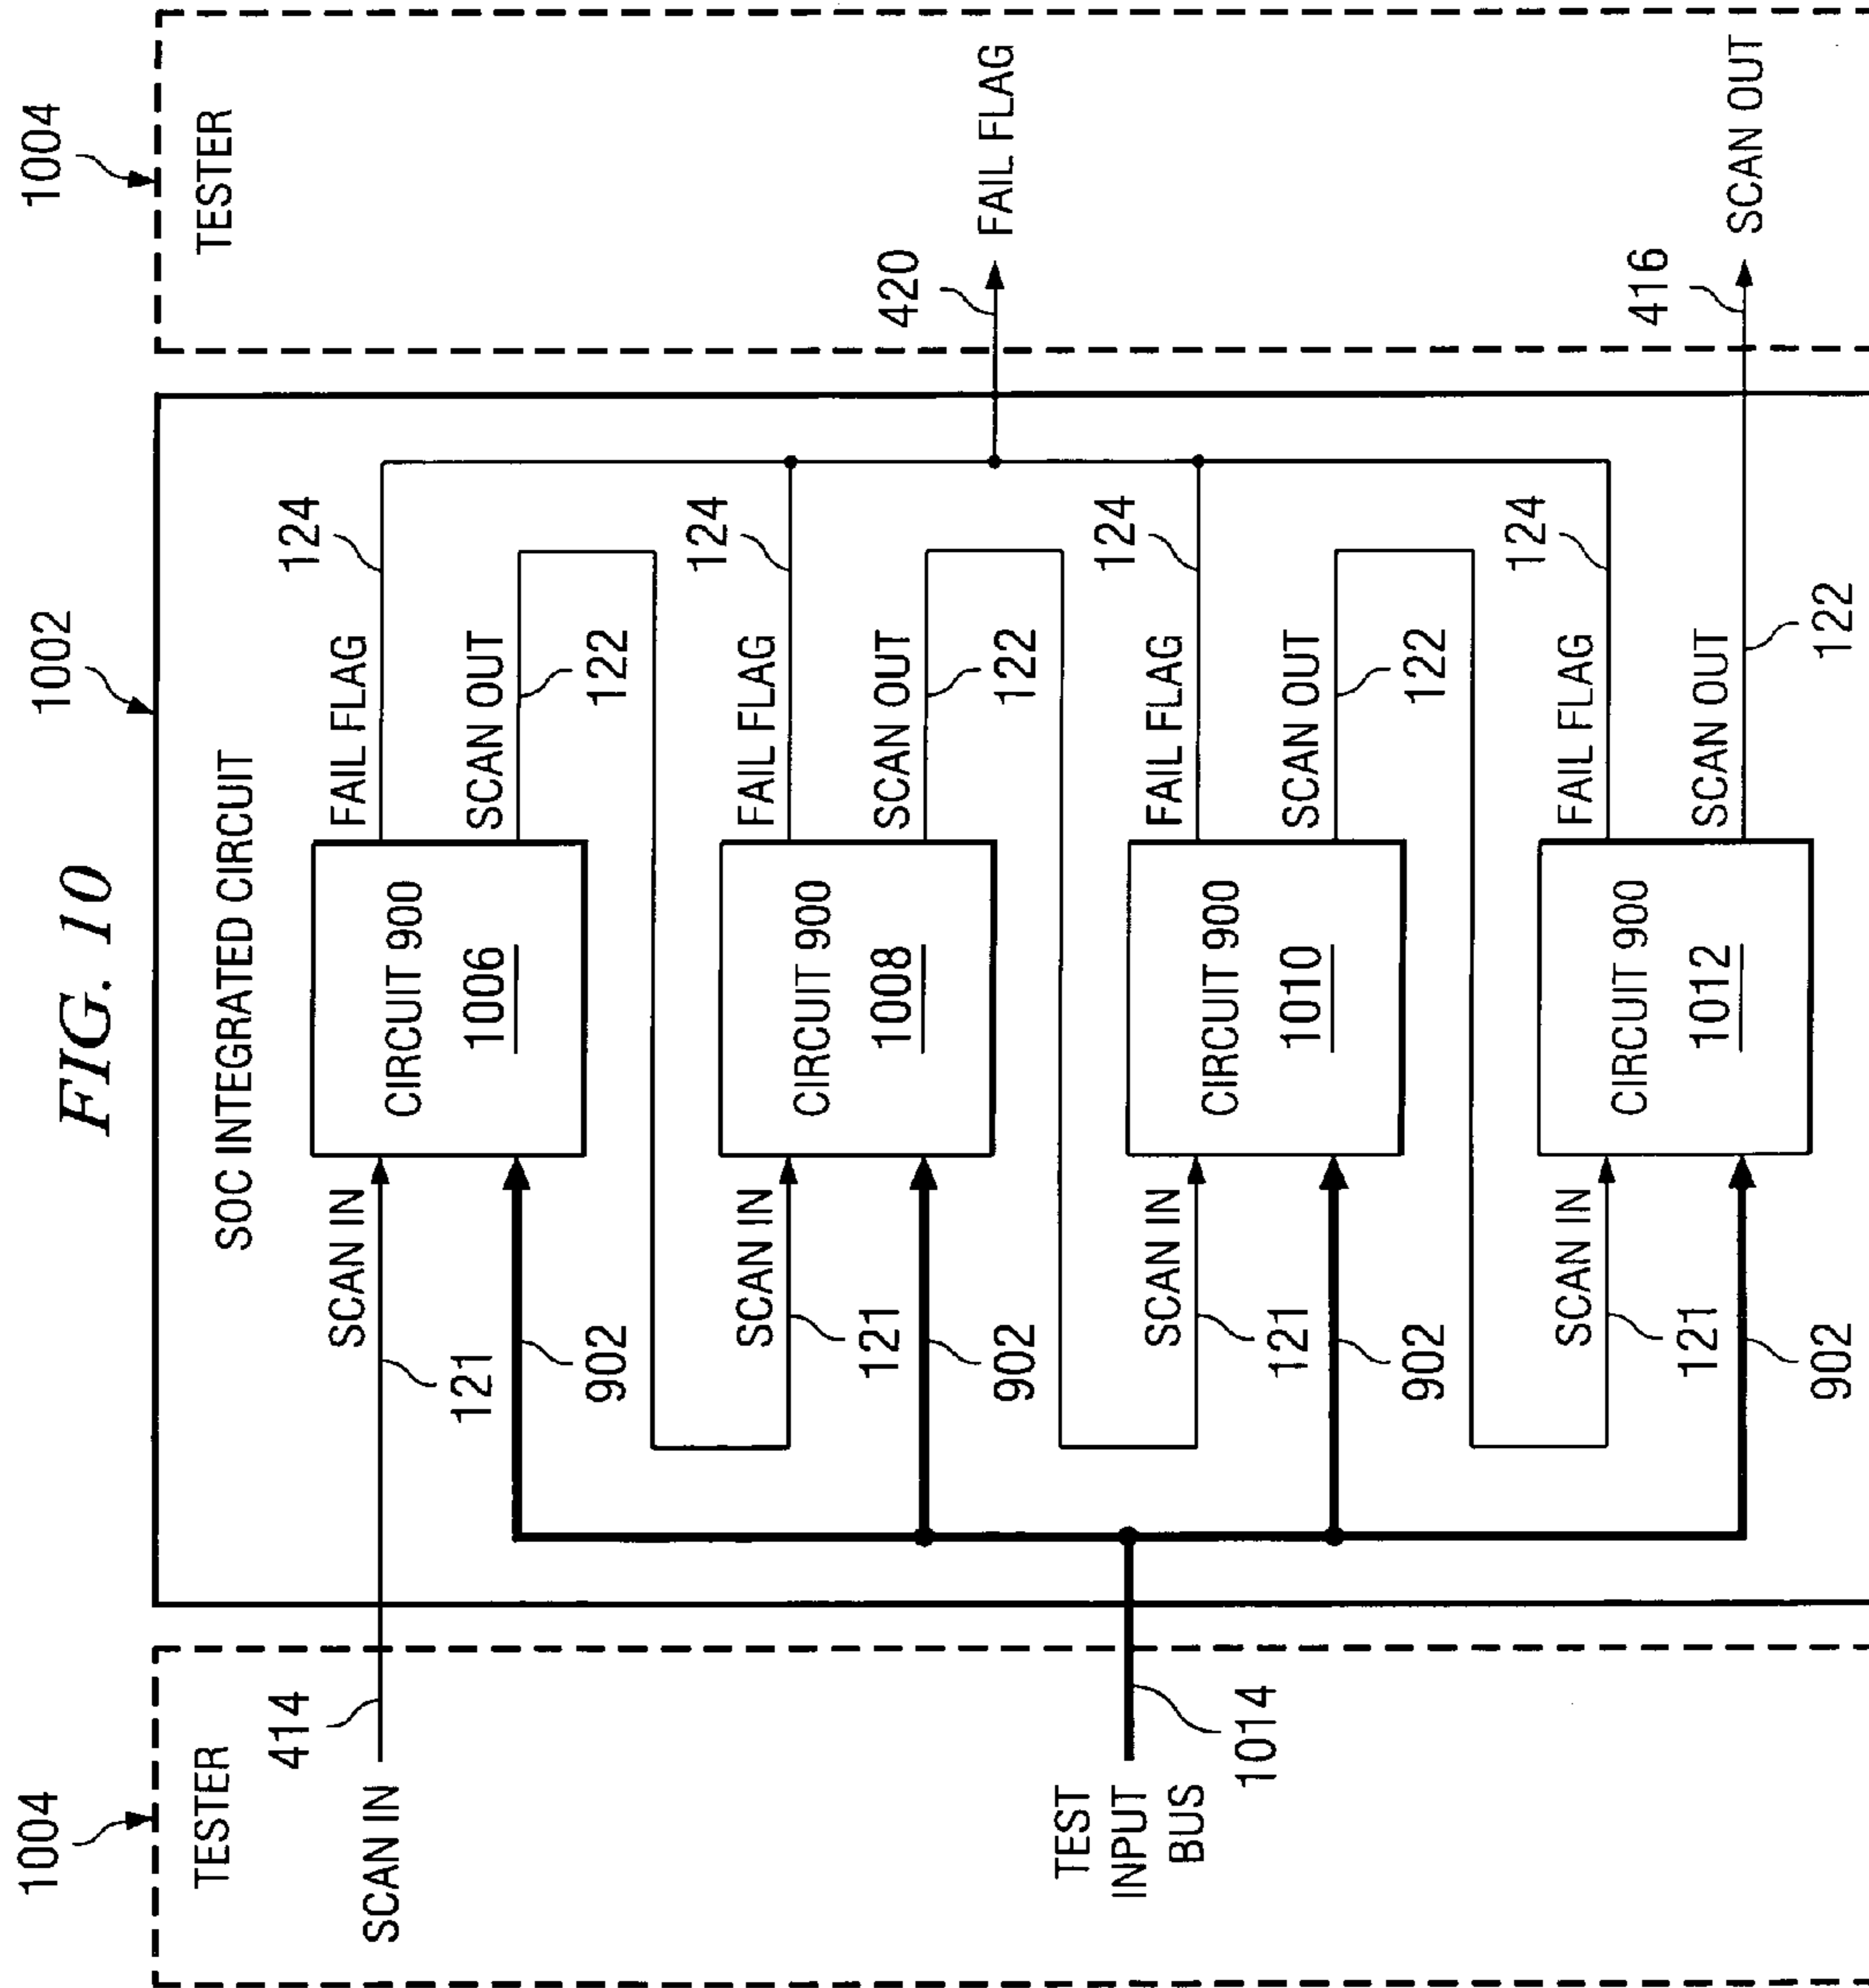 FIG. 10
1004
1002
1004
TESTER
SOC INTEGRATED CIRCUIT
TESTER
414
SCAN IN
SCAN IN
121
CIRCUIT 900
1006
FAIL FLAG
124
SCAN OUT
122
902
SCAN IN
121
CIRCUIT 900
1008
FAIL FLAG
124
SCAN OUT
122
902
420
FAIL FLAG
TEST
INPUT
BUS
1014
SCAN IN
121
CIRCUIT 900
1010
FAIL FLAG
124
SCAN OUT
122
902
SCAN IN
121
CIRCUIT 900
1012
FAIL FLAG
124
SCAN OUT
122
902
416
SCAN OUT